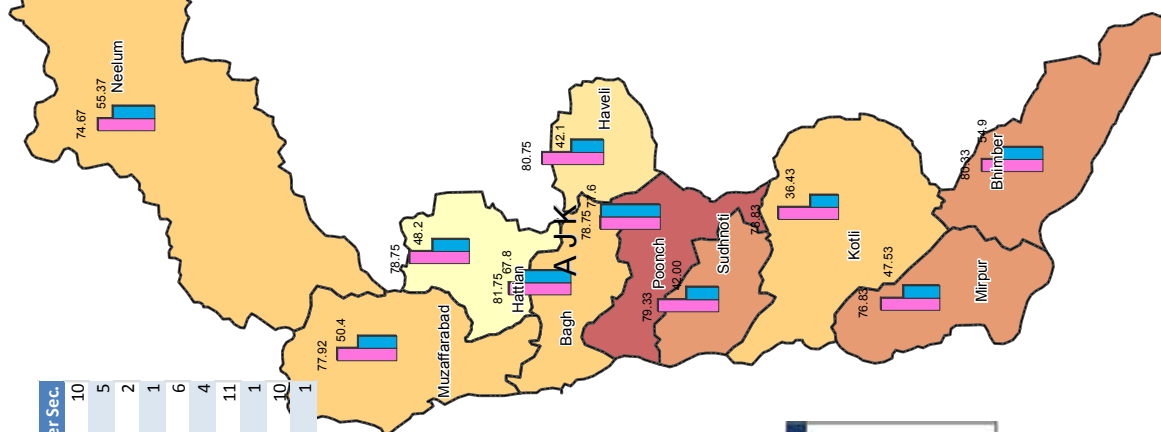 Neelum
74.67
55.37
Haveli
80.75
42.1
78.75
48.2
Hattian
81.75
67.8
A J K
78.75
77.6
Bagh
Muzaffarabad
77.92
50.4
Poonch
Sudhnoti
79.33
42.00
78.83
36.43
Kotli
Bhimber
80.33
54.9
Mirpur
76.83
47.53
er Sec.
10
5
2
1
6
4
11
1
10
1